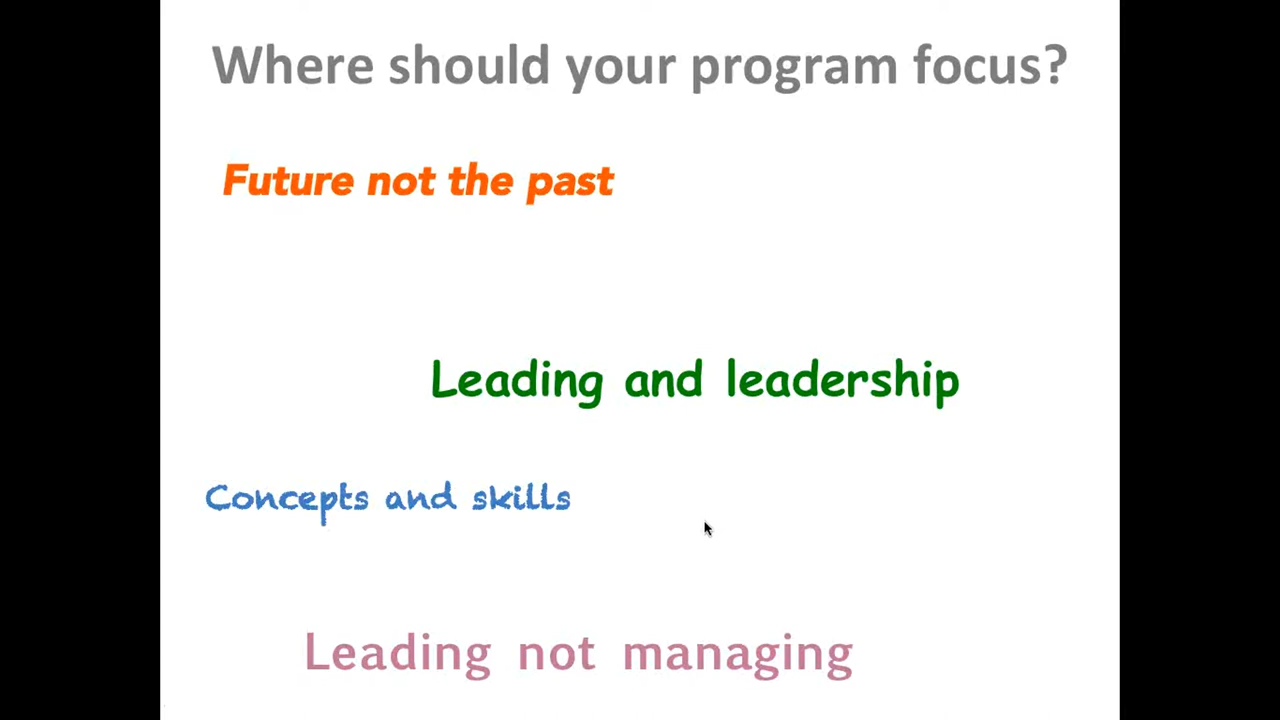 Where should your program focus?
Future not the past
Leading and leadership
Concepts and skills
Leading not managing